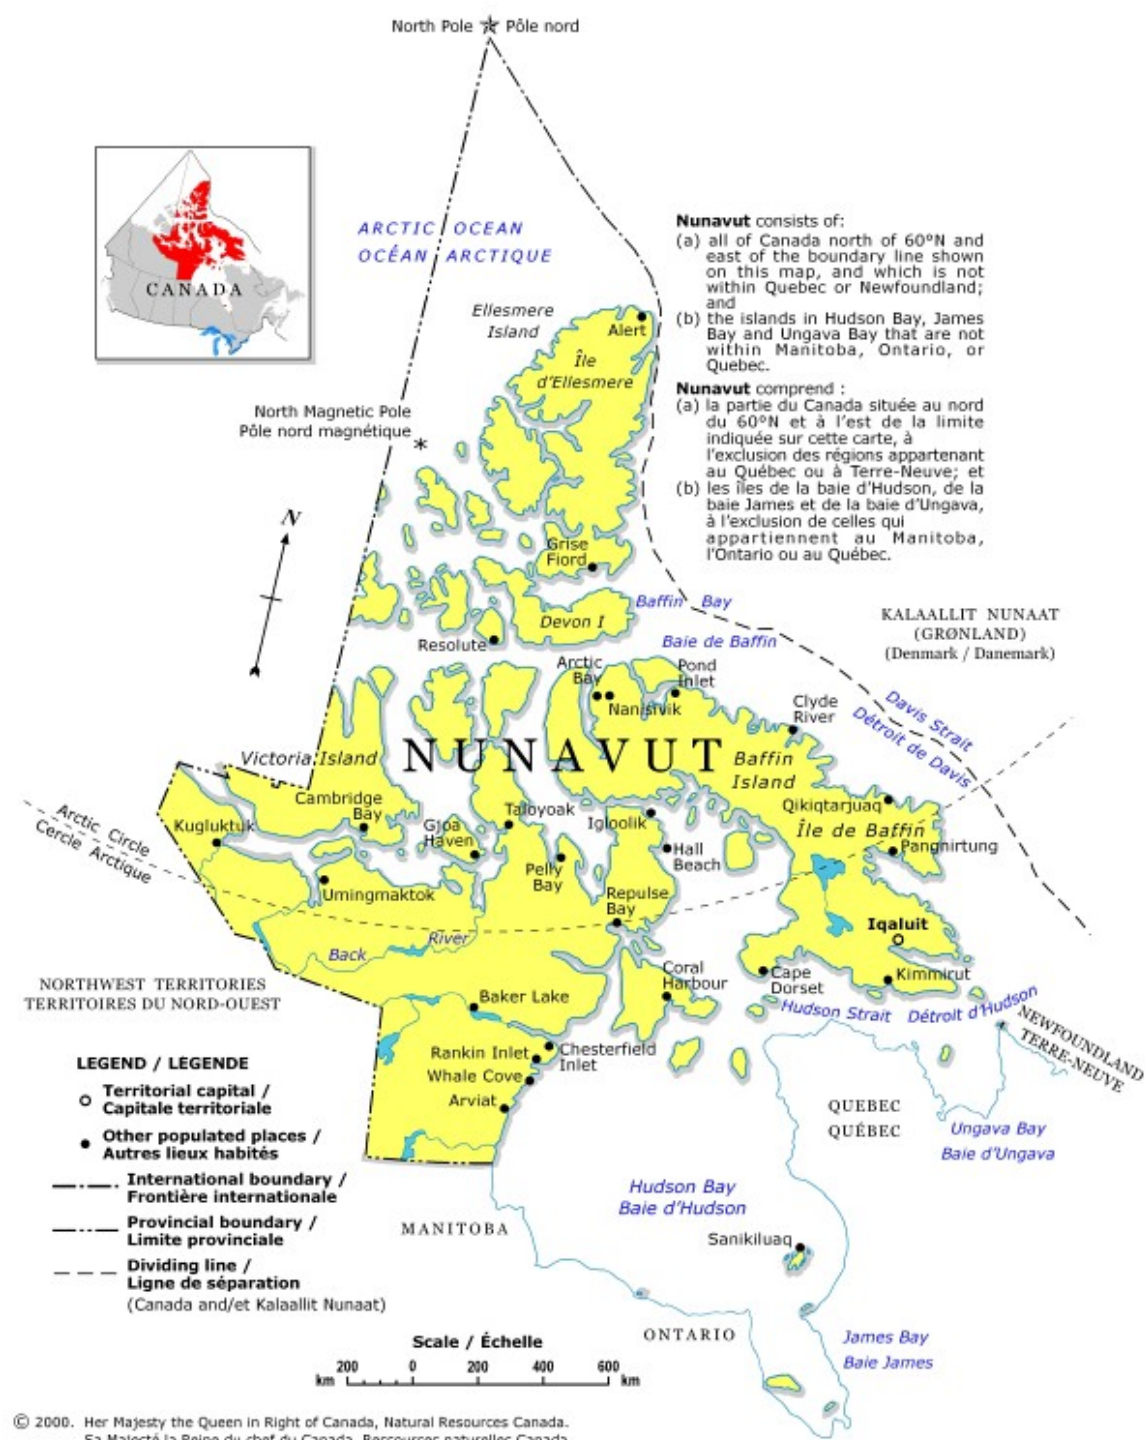 North Pole Pôle nord
CANADA
ARCTIC OCEAN
OCÉAN ARCTIQUE
Nunavut consists of:
(a) all of Canada north of 60°N and
east of the boundary line shown
on this map, and which is not
within Quebec or Newfoundland;
and
(b) the islands in Hudson Bay, James
Bay and Ungava Bay that are not
within Manitoba, Ontario, or
Quebec.
Nunavut comprend :
(a) la partie du Canada située au nord
du 60°N et à l'est de la limite
indiquée sur cette carte, à
l'exclusion des régions appartenant
au Québec ou à Terre-Neuve; et
(b) les îles de la baie d'Hudson, de la
baie James et de la baie d'Ungava,
à l'exclusion de celles qui
appartiennent au Manitoba,
l'Ontario ou au Québec.
Ellesmere
Island
Alert
Île
d'Ellesmere
North Magnetic Pole
Pôle nord magnétique
*
N
Grise
Fiord
Baffin Bay
Baie de Baffin
Devon I
Resolute
KALAALLIT NUNAAT
(GRØNLAND)
(Denmark / Danemark)
Arctic
Bay
Nanisivik
Pond
Inlet
Clyde
River
Davis Strait
Détroit de Davis
NUNAVUT
Victoria Island
Baffin
Island
Cambridge
Bay
Kugluktuk
Arctic Circle
Cercle Arctique
Gjoa
Haven
Taloyoak
Igloolik
Hall
Beach
Qikiqtarjuaq
Île de Baffin
Pangnirtung
Umingmaktok
Pelly
Bay
Repulse
Bay
Iqaluit
Back River
NORTHWEST TERRITORIES
TERRITOIRES DU NORD-OUEST
Baker Lake
Coral
Harbour
Cape
Dorset
Kimmirut
Hudson Strait Détroit d'Hudson
NEWFOUNDLAND
TERRE-NEUVE
Rankin Inlet
Chesterfield
Inlet
Whale Cove
Arviat
QUEBEC
QUÉBEC
Ungava Bay
Baie d'Ungava
Hudson Bay
Baie d'Hudson
MANITOBA
Sanikiluaq
ONTARIO
James Bay
Baie James
LEGEND / LÉGENDE
Territorial capital /
Capitale territoriale
Other populated places /
Autres lieux habités
International boundary /
Frontière internationale
Provincial boundary /
Limite provinciale
Dividing line /
Ligne de séparation
(Canada and/et Kalaallit Nunaat)
Scale / Échelle
200 0 200 400 600
km km
© 2000. Her Majesty the Queen in Right of Canada, Natural Resources Canada.
Sa Majesté la Reine du chef du Canada, Ressources naturelles Canada.